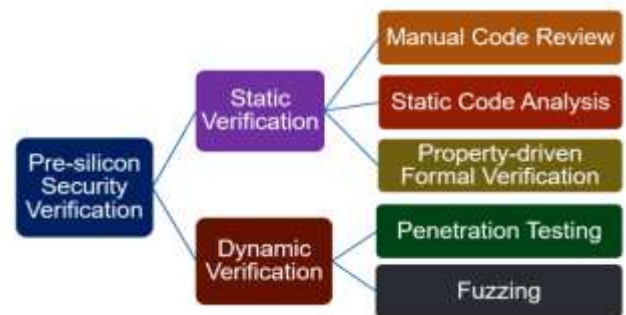 Pre-silicon
Security
Verification
Static
Verification
Dynamic
Verification
Manual Code Review
Static Code Analysis
Property-driven
Formal Verification
Penetration Testing
Fuzzing